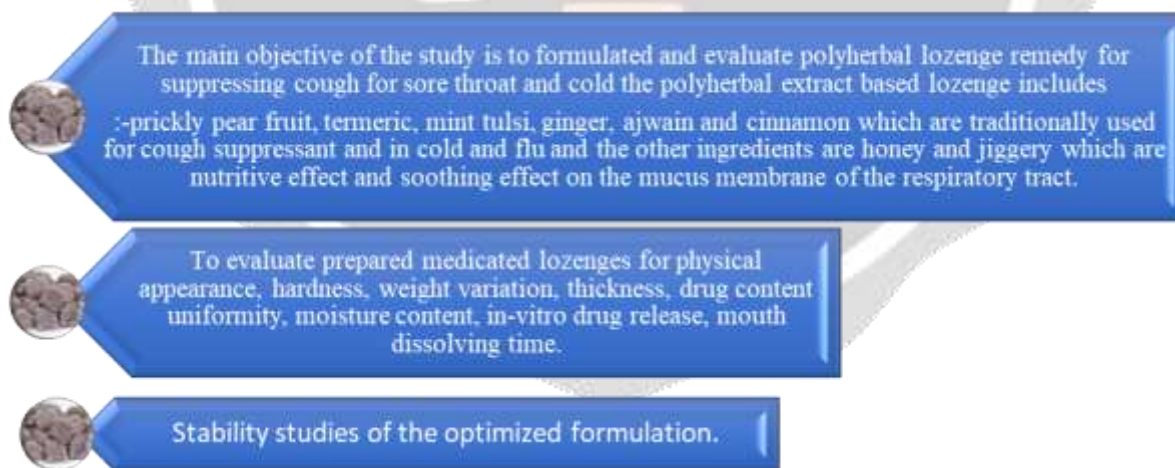 The main objective of the study is to formulated and evaluate polyherbal lozenge remedy for
suppressing cough for sore throat and cold the polyherbal extract based lozenge includes
:-prickly pear fruit, termeric, mint tulsi, ginger, ajwain and cinnamon which are traditionally used
for cough suppressant and in cold and flu and the other ingredients are honey and jiggery which are
nutritive effect and soothing effect on the mucus membrane of the respiratory tract.
To evaluate prepared medicated lozenges for physical
appearance, hardness, weight variation, thickness, drug content
uniformity, moisture content, in-vitro drug release, mouth
dissolving time.
Stability studies of the optimized formulation.